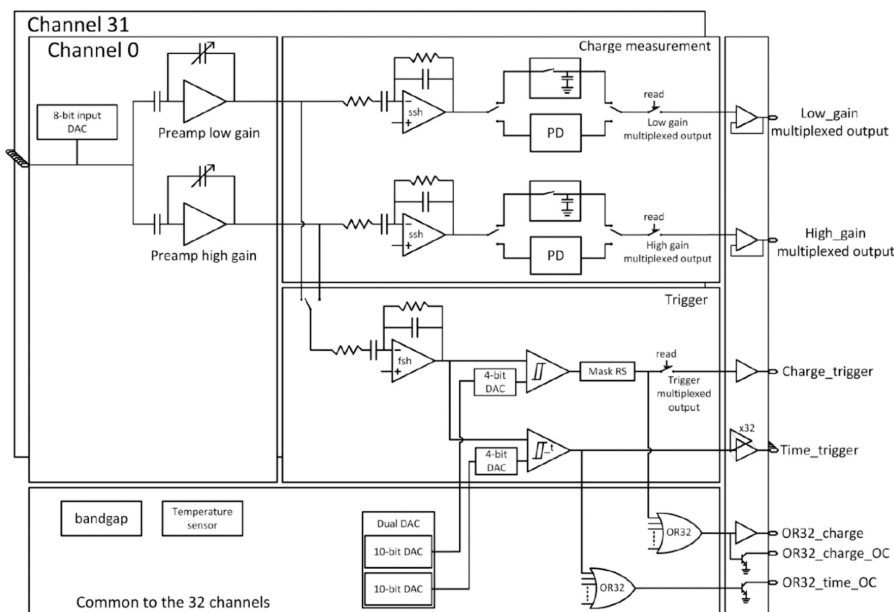 Channel 31
Channel 0
8-bit input
DAC
Preamp low gain
Preamp high gain
Charge measurement
ssh
PD
read
Low gain
multiplexed output
Low_gain
multiplexed output
ssh
PD
read
High gain
multiplexed output
High_gain
multiplexed output
Trigger
fsh
4-bit
DAC
Mask RS
read
Trigger
multiplexed
output
Charge_trigger
4-bit
DAC
_t
x32
Time_trigger
bandgap
Temperature
sensor
Dual DAC
10-bit DAC
10-bit DAC
OR32
OR32
OR32_charge
OR32_charge_OC
OR32_time_OC
Common to the 32 channels